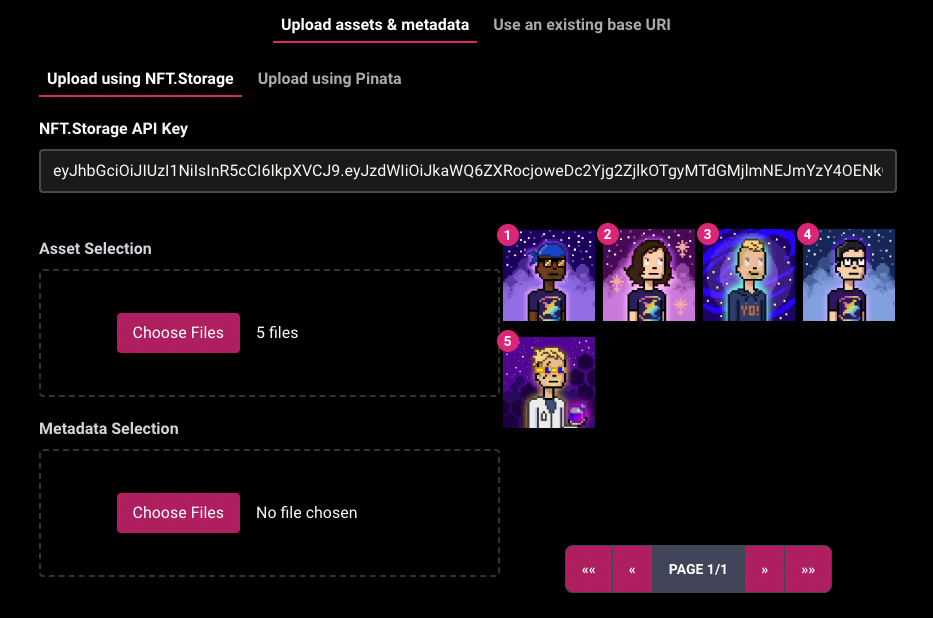 Upload assets & metadata Use an existing base URI
Upload using NFT.Storage Upload using Pinata
NFT.Storage API Key
eyJhbGciOiJIUzI1NiIsInR5cCI6IkpXVCJ9.eyJzdWIiOiJkaWQ6ZXRocjoweDc2Yjg2ZjlkOTgyMTdGMjlmNEJmYzY4OENk
Asset Selection
1 2 3 4
YO!
Choose Files 5 files
5
Metadata Selection
Choose Files No file chosen
«« « PAGE 1/1 » »»